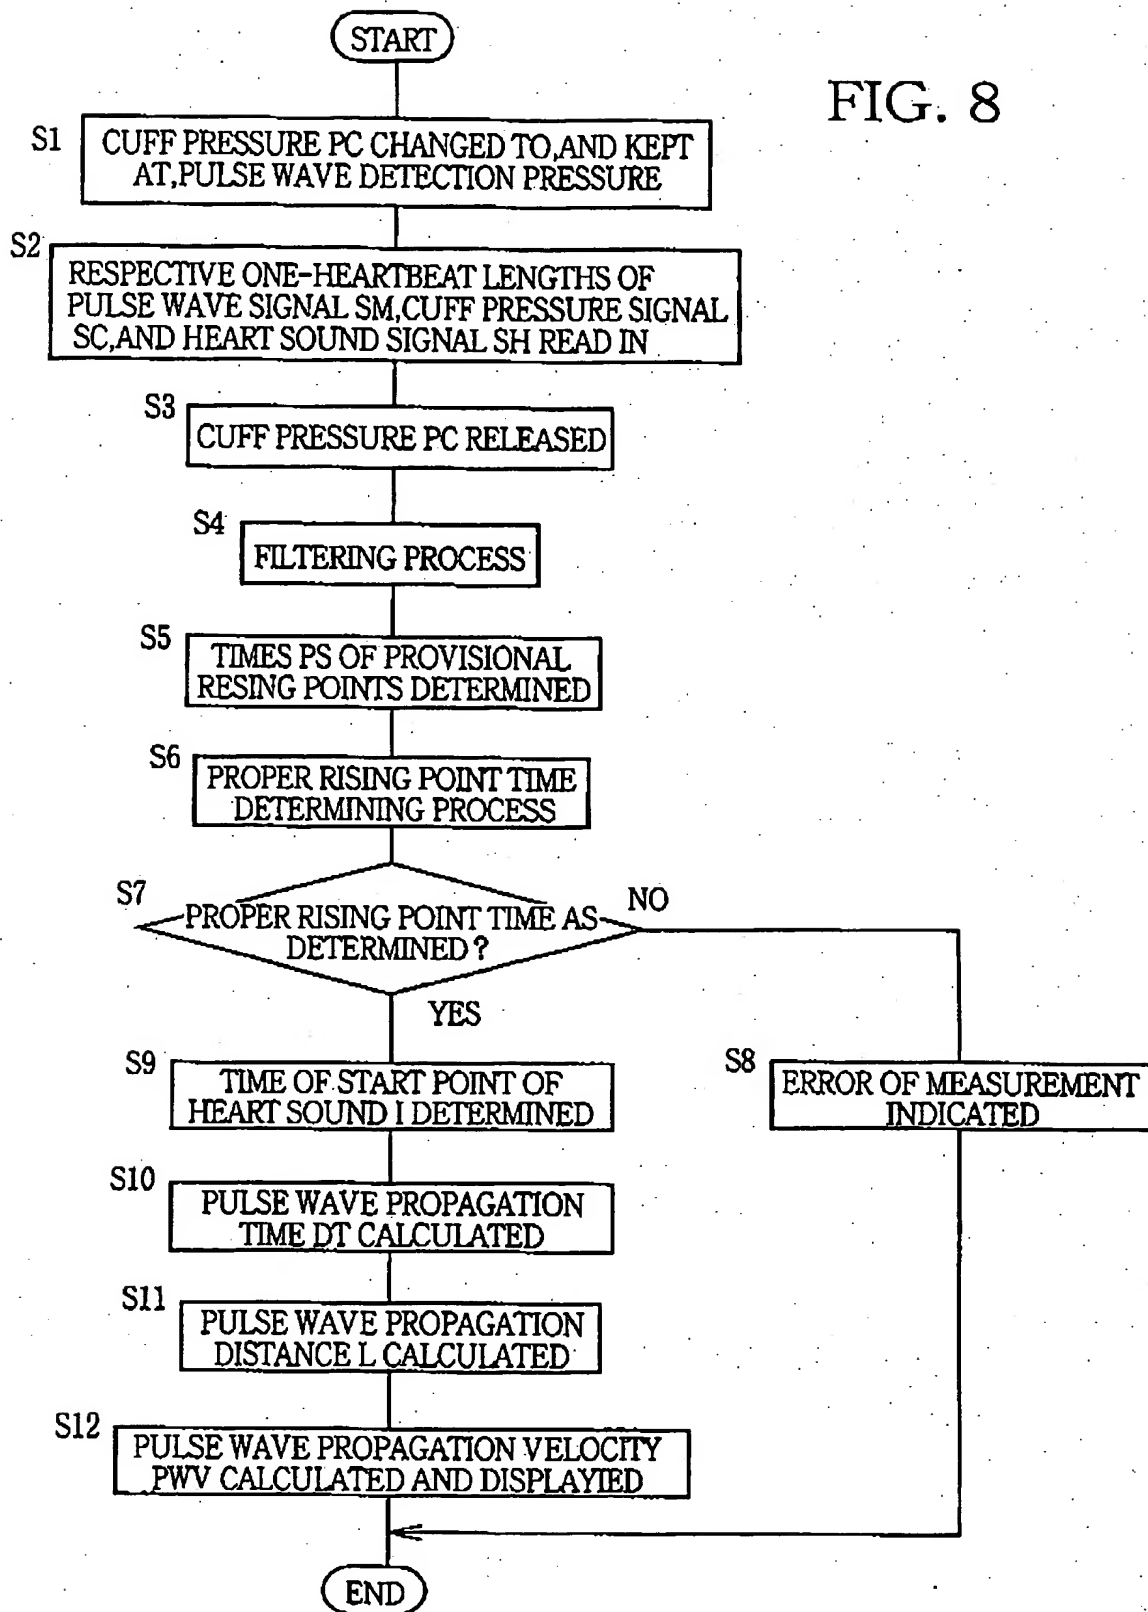 START
FIG. 8
S1
CUFF PRESSURE PC CHANGED TO,AND KEPT
AT,PULSE WAVE DETECTION PRESSURE
S2
RESPECTIVE ONE-HEARTBEAT LENGTHS OF
PULSE WAVE SIGNAL SM,CUFF PRESSURE SIGNAL
SC,AND HEART SOUND SIGNAL SH READ IN
S3
CUFF PRESSURE PC RELEASED
S4
FILTERING PROCESS
S5
TIMES PS OF PROVISIONAL
RESING POINTS DETERMINED
S6
PROPER RISING POINT TIME
DETERMINING PROCESS
S7
PROPER RISING POINT TIME AS
DETERMINED?
NO
YES
S9
TIME OF START POINT OF
HEART SOUND I DETERMINED
S8
ERROR OF MEASUREMENT
INDICATED
S10
PULSE WAVE PROPAGATION
TIME DT CALCULATED
S11
PULSE WAVE PROPAGATION
DISTANCE L CALCULATED
S12
PULSE WAVE PROPAGATION VELOCITY
PWV CALCULATED AND DISPLAYIED
END